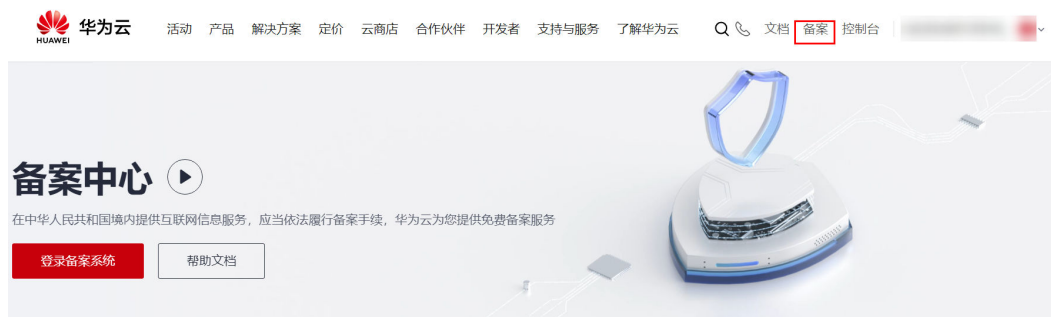 HUAWEI 华为云 活动 产品 解决方案 定价 云商店 合作伙伴 开发者 支持与服务 了解华为云 文档 备案 控制台
备案中心
在中华人民共和国境内提供互联网信息服务，应当依法履行备案手续，华为云为您提供免费备案服务
登录备案系统 帮助文档